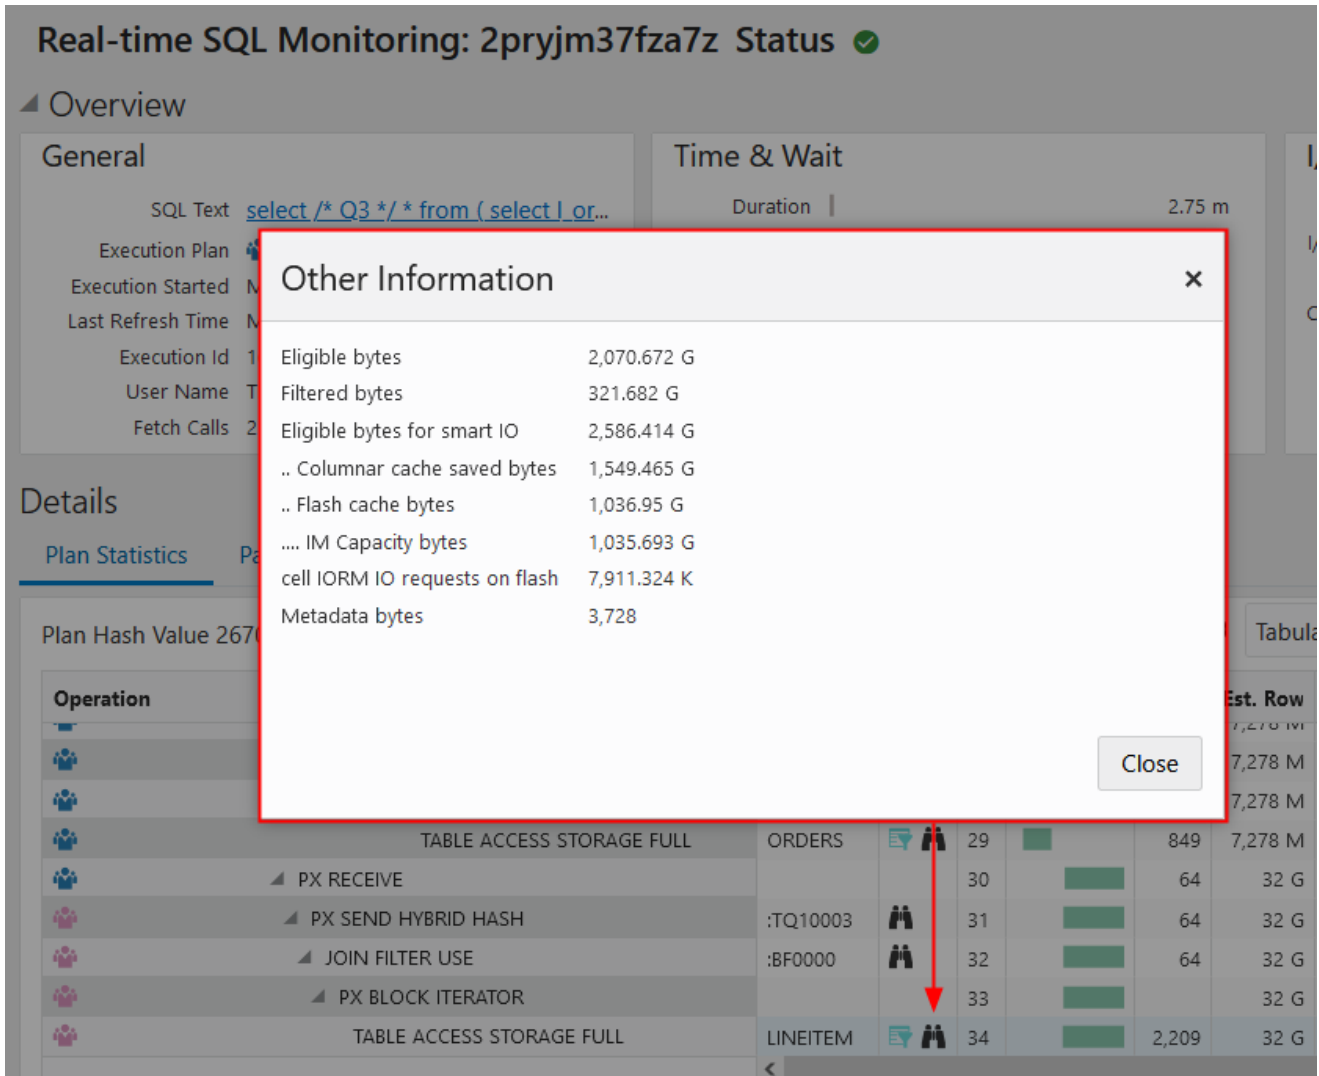 Real-time SQL Monitoring: 2pryjm37fza7z Status
Overview
General
Time & Wait
SQL Text select /* Q3 */ * from ( select l_or...
Duration 2.75 m
Execution Plan
Execution Started
Last Refresh Time
Execution Id 1
User Name T
Fetch Calls 2
Other Information ×
Eligible bytes 2,070.672 G
Filtered bytes 321.682 G
Eligible bytes for smart IO 2,586.414 G
.. Columnar cache saved bytes 1,549.465 G
.. Flash cache bytes 1,036.95 G
.... IM Capacity bytes 1,035.693 G
cell IORM IO requests on flash 7,911.324 K
Metadata bytes 3,728
Close
Details
Plan Statistics
Plan Hash Value 267
Operation Est. Row
7,278 M
7,278 M
7,278 M
TABLE ACCESS STORAGE FULL ORDERS 29 849 7,278 M
PX RECEIVE 30 64 32 G
PX SEND HYBRID HASH :TQ10003 31 64 32 G
JOIN FILTER USE :BF0000 32 64 32 G
PX BLOCK ITERATOR 33 32 G
TABLE ACCESS STORAGE FULL LINEITEM 34 2,209 32 G